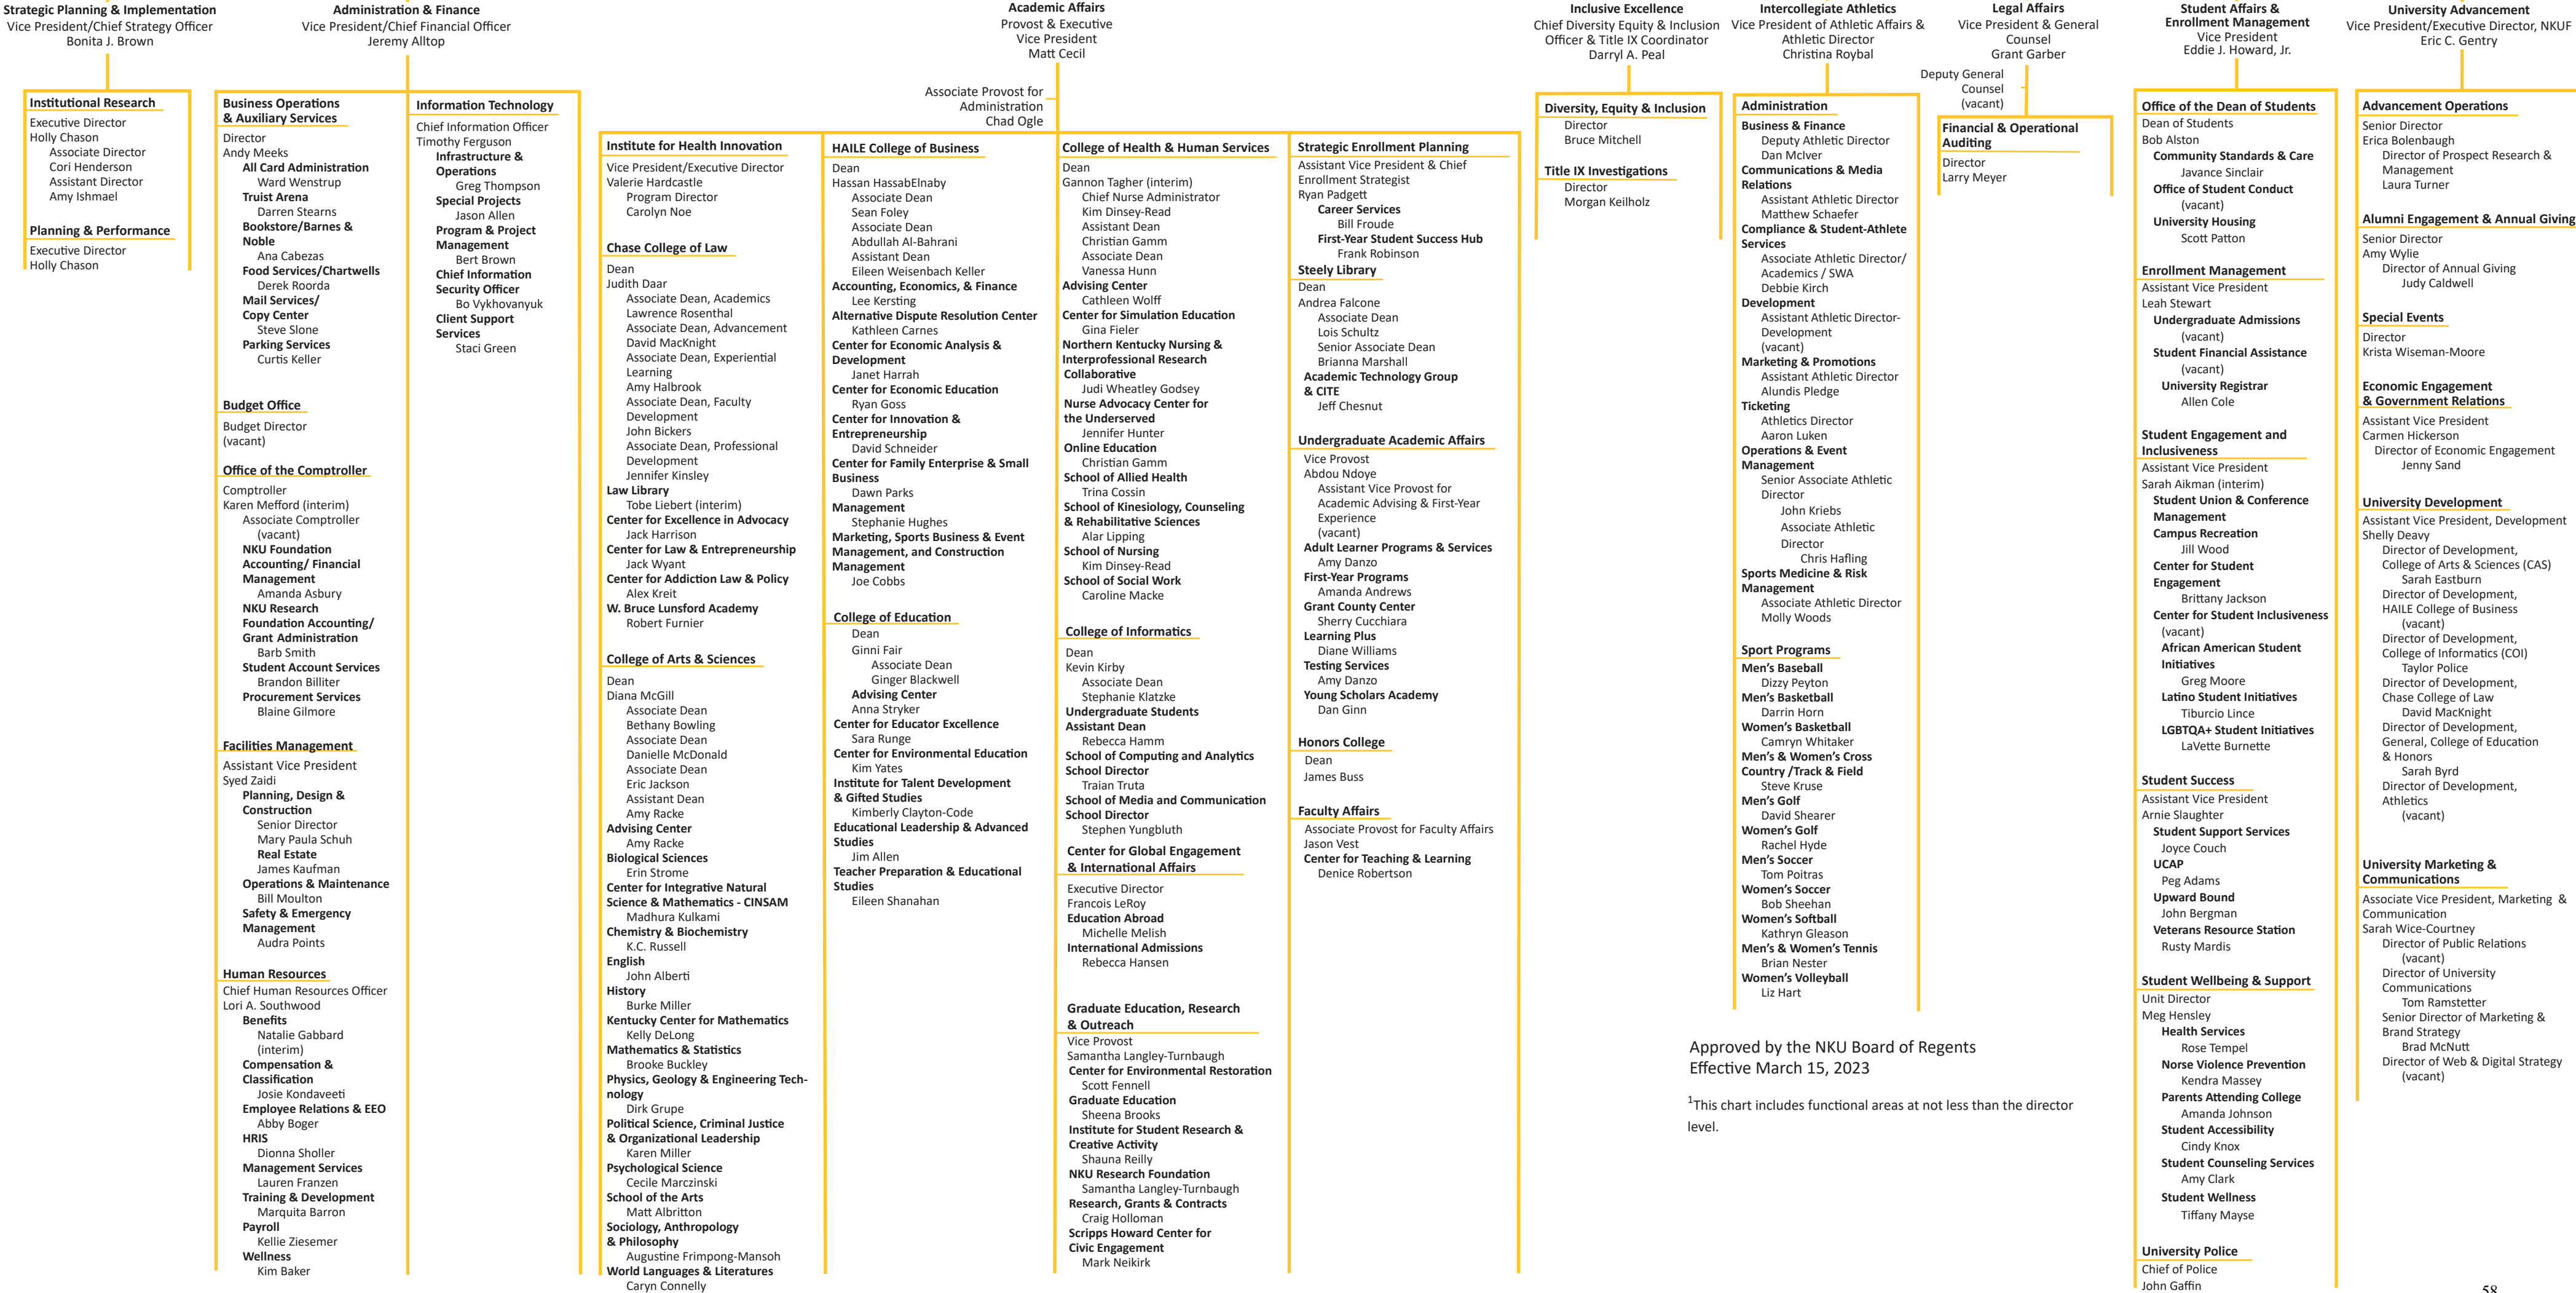 Strategic Planning & Implementation
Vice President/Chief Strategy Officer
Bonita J. Brown
Institutional Research
Executive Director
Holly Chason
Associate Director
Cori Henderson
Assistant Director
Amy Ishmael
Planning & Performance
Executive Director
Holly Chason
Administration & Finance
Vice President/Chief Financial Officer
Jeremy Alltop
Business Operations
& Auxiliary Services
Director
Andy Meeks
All Card Administration
Ward Wenstrup
Truist Arena
Darren Stearns
Bookstore/Barnes &
Noble
Ana Cabezas
Food Services/Chartwells
Derek Roorda
Mail Services/
Copy Center
Steve Slone
Parking Services
Curtis Keller
Budget Office
Budget Director
(vacant)
Office of the Comptroller
Comptroller
Karen Mefford (interim)
Associate Comptroller
(vacant)
NKU Foundation
Accounting/ Financial
Management
Amanda Asbury
NKU Research
Foundation Accounting/
Grant Administration
Barb Smith
Student Account Services
Brandon Billiter
Procurement Services
Blaine Gilmore
Facilities Management
Assistant Vice President
Syed Zaidi
Planning, Design &
Construction
Senior Director
Mary Paula Schuh
Real Estate
James Kaufman
Operations & Maintenance
Bill Moulton
Safety & Emergency
Management
Audra Points
Human Resources
Chief Human Resources Officer
Lori A. Southwood
Benefits
Natalie Gabbard
(interim)
Compensation &
Classification
Josie Kondaveeti
Employee Relations & EEO
Abby Boger
HRIS
Dionna Sholler
Management Services
Lauren Franzen
Training & Development
Marquita Barron
Payroll
Kellie Ziesemer
Wellness
Kim Baker
Information Technology
Chief Information Officer
Timothy Ferguson
Infrastructure &
Operations
Greg Thompson
Special Projects
Jason Allen
Program & Project
Management
Bert Brown
Chief Information
Security Officer
Bo Vykhovanyuk
Client Support
Services
Staci Green
Academic Affairs
Provost & Executive
Vice President
Matt Cecil
Associate Provost for
Administration
Chad Ogle
Institute for Health Innovation
Vice President/Executive Director
Valerie Hardcastle
Program Director
Carolyn Noe
Chase College of Law
Dean
Judith Daar
Associate Dean, Academics
Lawrence Rosenthal
Associate Dean, Advancement
David MacKnight
Associate Dean, Experiential
Learning
Amy Halbrook
Associate Dean, Faculty
Development
John Bickers
Associate Dean, Professional
Development
Jennifer Kinsley
Law Library
Tobe Liebert (interim)
Center for Excellence in Advocacy
Jack Harrison
Center for Law & Entrepreneurship
Jack Wyant
Center for Addiction Law & Policy
Alex Kreit
W. Bruce Lunsford Academy
Robert Furnier
College of Arts & Sciences
Dean
Diana McGill
Associate Dean
Bethany Bowling
Associate Dean
Danielle McDonald
Associate Dean
Eric Jackson
Assistant Dean
Amy Racke
Advising Center
Amy Racke
Biological Sciences
Erin Strome
Center for Integrative Natural
Science & Mathematics - CINSAM
Madhura Kulkarni
Chemistry & Biochemistry
K.C. Russell
English
John Alberti
History
Burke Miller
Kentucky Center for Mathematics
Kelly DeLong
Mathematics & Statistics
Brooke Buckley
Physics, Geology & Engineering Tech-
nology
Dirk Grupe
Political Science, Criminal Justice
& Organizational Leadership
Karen Miller
Psychological Science
Cecile Marczinski
School of the Arts
Matt Albritton
Sociology, Anthropology
& Philosophy
Augustine Frimpong-Mansoh
World Languages & Literatures
Caryn Connelly
HAILE College of Business
Dean
Hassan HassabElnaby
Associate Dean
Sean Foley
Associate Dean
Abdullah Al-Bahrani
Assistant Dean
Eileen Weisenbach Keller
Accounting, Economics, & Finance
Lee Kersting
Alternative Dispute Resolution Center
Kathleen Carnes
Center for Economic Analysis &
Development
Janet Harrah
Center for Economic Education
Ryan Goss
Center for Innovation &
Entrepreneurship
David Schneider
Center for Family Enterprise & Small
Business
Dawn Parks
Management
Stephanie Hughes
Marketing, Sports Business & Event
Management, and Construction
Management
Joe Cobbs
College of Education
Dean
Ginni Fair
Associate Dean
Ginger Blackwell
Advising Center
Anna Stryker
Center for Educator Excellence
Sara Runge
Center for Environmental Education
Kim Yates
Institute for Talent Development
& Gifted Studies
Kimberly Clayton-Code
Educational Leadership & Advanced
Studies
Jim Allen
Teacher Preparation & Educational
Studies
Eileen Shanahan
College of Health & Human Services
Dean
Gannon Tagher (interim)
Chief Nurse Administrator
Kim Dinsey-Read
Assistant Dean
Christian Gamm
Associate Dean
Vanessa Hunn
Advising Center
Cathleen Wolff
Center for Simulation Education
Gina Fieler
Northern Kentucky Nursing &
Interprofessional Research
Collaborative
Judi Wheatley Godsey
Nurse Advocacy Center for
the Underserved
Jennifer Hunter
Online Education
Christian Gamm
School of Allied Health
Trina Cossin
School of Kinesiology, Counseling
& Rehabilitative Sciences
Alar Lipping
School of Nursing
Kim Dinsey-Read
School of Social Work
Caroline Macke
College of Informatics
Dean
Kevin Kirby
Associate Dean
Stephanie Klatzke
Undergraduate Students
Assistant Dean
Rebecca Hamm
School of Computing and Analytics
School Director
Traian Truta
School of Media and Communication
School Director
Stephen Yungbluth
Center for Global Engagement
& International Affairs
Executive Director
Francois LeRoy
Education Abroad
Michelle Melish
International Admissions
Rebecca Hansen
Graduate Education, Research
& Outreach
Vice Provost
Samantha Langley-Turnbaugh
Center for Environmental Restoration
Scott Fennell
Graduate Education
Sheena Brooks
Institute for Student Research &
Creative Activity
Shauna Reilly
NKU Research Foundation
Samantha Langley-Turnbaugh
Research, Grants & Contracts
Craig Holloman
Scripps Howard Center for
Civic Engagement
Mark Neikirk
Strategic Enrollment Planning
Assistant Vice President & Chief
Enrollment Strategist
Ryan Padgett
Career Services
Bill Froude
First-Year Student Success Hub
Frank Robinson
Steely Library
Dean
Andrea Falcone
Associate Dean
Lois Schultz
Senior Associate Dean
Brianna Marshall
Academic Technology Group
& CITE
Jeff Chesnut
Undergraduate Academic Affairs
Vice Provost
Abdou Ndoye
Assistant Vice Provost for
Academic Advising & First-Year
Experience
(vacant)
Adult Learner Programs & Services
Amy Danzo
First-Year Programs
Amanda Andrews
Grant County Center
Sherry Cucchiara
Learning Plus
Diane Williams
Testing Services
Amy Danzo
Young Scholars Academy
Dan Ginn
Honors College
Dean
James Buss
Faculty Affairs
Associate Provost for Faculty Affairs
Jason Vest
Center for Teaching & Learning
Denice Robertson
Inclusive Excellence
Chief Diversity Equity & Inclusion
Officer & Title IX Coordinator
Darryl A. Peal
Diversity, Equity & Inclusion
Director
Bruce Mitchell
Title IX Investigations
Director
Morgan Keilholz
Intercollegiate Athletics
Vice President of Athletic Affairs &
Athletic Director
Christina Roybal
Administration
Business & Finance
Deputy Athletic Director
Dan McIver
Communications & Media
Relations
Assistant Athletic Director
Matthew Schaefer
Compliance & Student-Athlete
Services
Associate Athletic Director/
Academics / SWA
Debbie Kirch
Development
Assistant Athletic Director-
Development
(vacant)
Marketing & Promotions
Assistant Athletic Director
Alundis Pledge
Ticketing
Athletics Director
Aaron Luken
Operations & Event
Management
Senior Associate Athletic
Director
John Kriebs
Associate Athletic
Director
Chris Hafling
Sports Medicine & Risk
Management
Associate Athletic Director
Molly Woods
Sport Programs
Men's Baseball
Dizzy Peyton
Men's Basketball
Darrin Horn
Women's Basketball
Camryn Whitaker
Men's & Women's Cross
Country /Track & Field
Steve Kruse
Men's Golf
David Shearer
Women's Golf
Rachel Hyde
Men's Soccer
Tom Poitras
Women's Soccer
Bob Sheehan
Women's Softball
Kathryn Gleason
Men's & Women's Tennis
Brian Nester
Women's Volleyball
Liz Hart
Legal Affairs
Vice President & General
Counsel
Grant Garber
Deputy General
Counsel
(vacant)
Financial & Operational
Auditing
Director
Larry Meyer
Approved by the NKU Board of Regents
Effective March 15, 2023
1This chart includes functional areas at not less than the director
level.
Student Affairs &
Enrollment Management
Vice President
Eddie J. Howard, Jr.
Office of the Dean of Students
Dean of Students
Bob Alston
Community Standards & Care
Javance Sinclair
Office of Student Conduct
(vacant)
University Housing
Scott Patton
Enrollment Management
Assistant Vice President
Leah Stewart
Undergraduate Admissions
(vacant)
Student Financial Assistance
(vacant)
University Registrar
Allen Cole
Student Engagement and
Inclusiveness
Assistant Vice President
Sarah Aikman (interim)
Student Union & Conference
Management
Campus Recreation
Jill Wood
Center for Student
Engagement
Brittany Jackson
Center for Student Inclusiveness
(vacant)
African American Student
Initiatives
Greg Moore
Latino Student Initiatives
Tiburcio Lince
LGBTQA+ Student Initiatives
LaVette Burnette
Student Success
Assistant Vice President
Arnie Slaughter
Student Support Services
Joyce Couch
UCAP
Peg Adams
Upward Bound
John Bergman
Veterans Resource Station
Rusty Mardis
Student Wellbeing & Support
Unit Director
Meg Hensley
Health Services
Rose Tempel
Norse Violence Prevention
Kendra Massey
Parents Attending College
Amanda Johnson
Student Accessibility
Cindy Knox
Student Counseling Services
Amy Clark
Student Wellness
Tiffany Mayse
University Police
Chief of Police
John Gaffin
University Advancement
Vice President/Executive Director, NKUF
Eric C. Gentry
Advancement Operations
Senior Director
Erica Bolenbaugh
Director of Prospect Research &
Management
Laura Turner
Alumni Engagement & Annual Giving
Senior Director
Amy Wylie
Director of Annual Giving
Judy Caldwell
Special Events
Director
Krista Wiseman-Moore
Economic Engagement
& Government Relations
Assistant Vice President
Carmen Hickerson
Director of Economic Engagement
Jenny Sand
University Development
Assistant Vice President, Development
Shelly Deavy
Director of Development,
College of Arts & Sciences (CAS)
Sarah Eastburn
Director of Development,
HAILE College of Business
(vacant)
Director of Development,
College of Informatics (COI)
Taylor Police
Director of Development,
Chase College of Law
David MacKnight
Director of Development,
General, College of Education
& Honors
Sarah Byrd
Director of Development,
Athletics
(vacant)
University Marketing &
Communications
Associate Vice President, Marketing &
Communication
Sarah Wice-Courtney
Director of Public Relations
(vacant)
Director of University
Communications
Tom Ramstetter
Senior Director of Marketing &
Brand Strategy
Brad McNutt
Director of Web & Digital Strategy
(vacant)
58